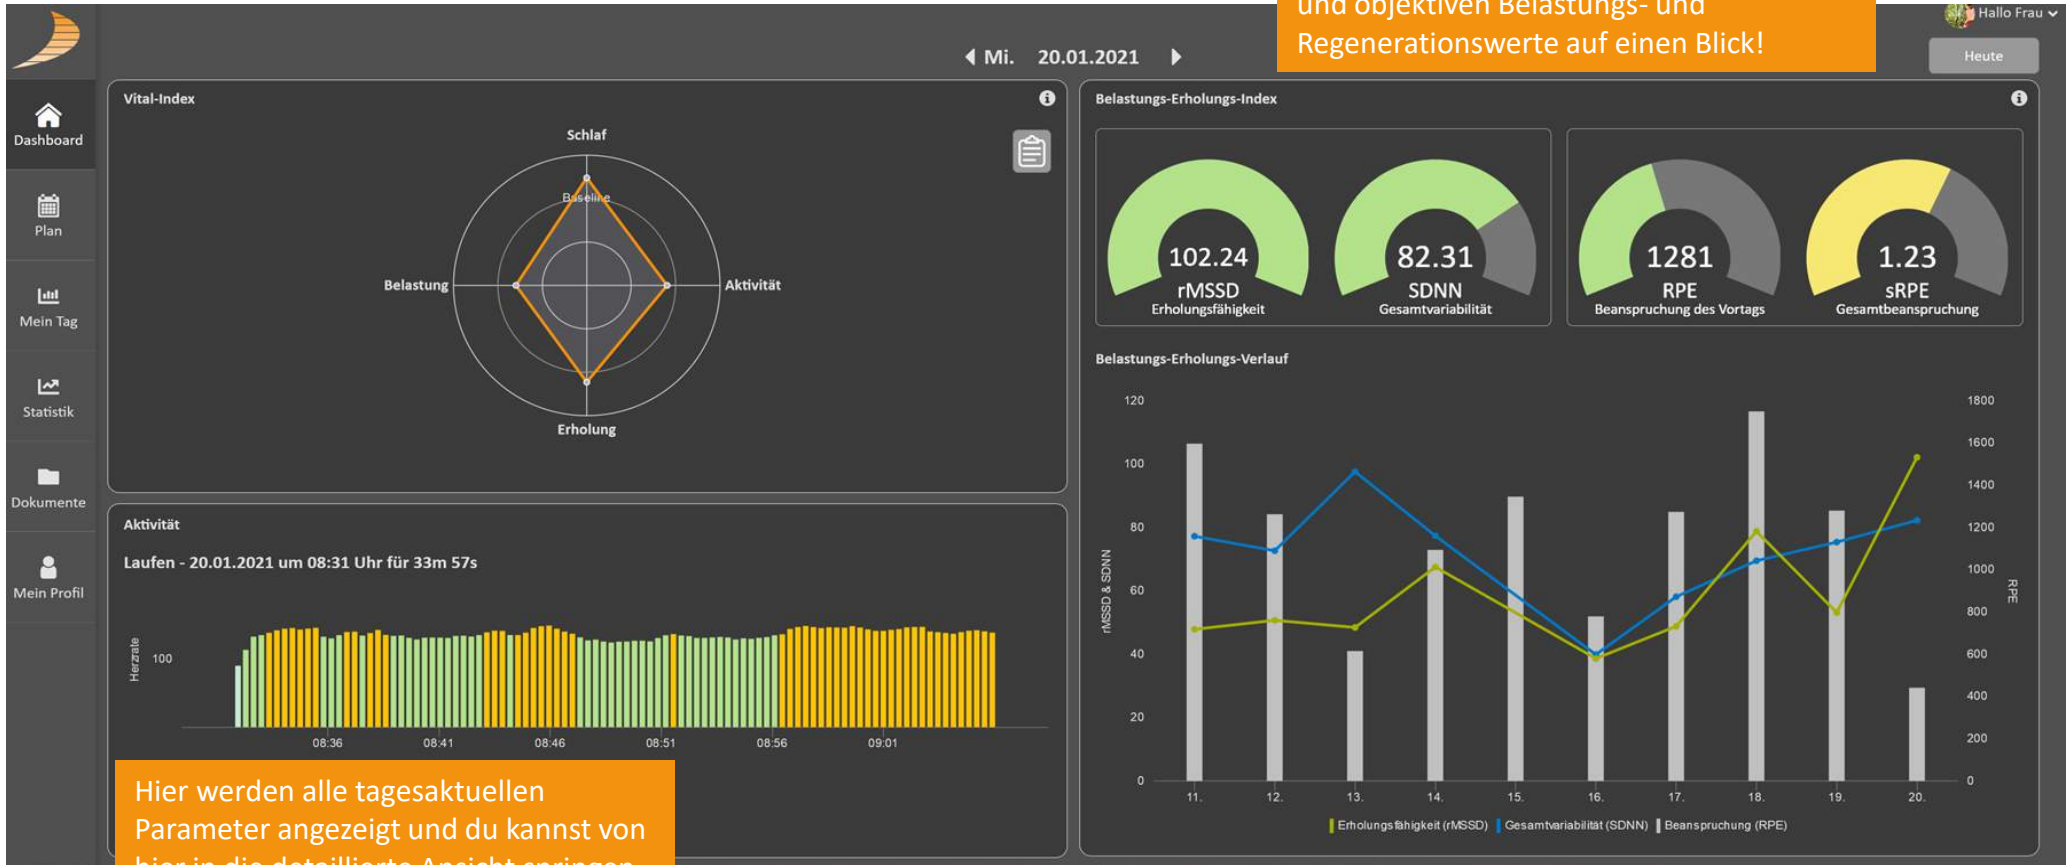 und objektiven Belastungs- und
Regenerationswerte auf einen Blick!
Hallo Frau
Mi. 20.01.2021
Heute
Dashboard
Plan
Mein Tag
Statistik
Dokumente
Mein Profil
Vital-Index
Schlaf
Baseline
Belastung
Aktivität
Erholung
Aktivität
Laufen - 20.01.2021 um 08:31 Uhr für 33m 57s
Herzrate
100
08:36 08:41 08:46 08:51 08:56 09:01
Hier werden alle tagesaktuellen
Parameter angezeigt und du kannst von
hier in die detaillierte Ansicht springen
Belastungs-Erholungs-Index
102.24
rMSSD
Erholungsfähigkeit
82.31
SDNN
Gesamtvariabilität
1281
RPE
Beanspruchung des Vortags
1.23
sRPE
Gesamtbeanspruchung
Belastungs-Erholungs-Verlauf
rMSSD & SDNN
120
100
80
60
40
20
0
1800
1600
1400
1200
1000
800
600
400
200
0
RPE
11. 12. 13. 14. 15. 16. 17. 18. 19. 20.
Erholungsfähigkeit (rMSSD) Gesamtvariabilität (SDNN) Beanspruchung (RPE)